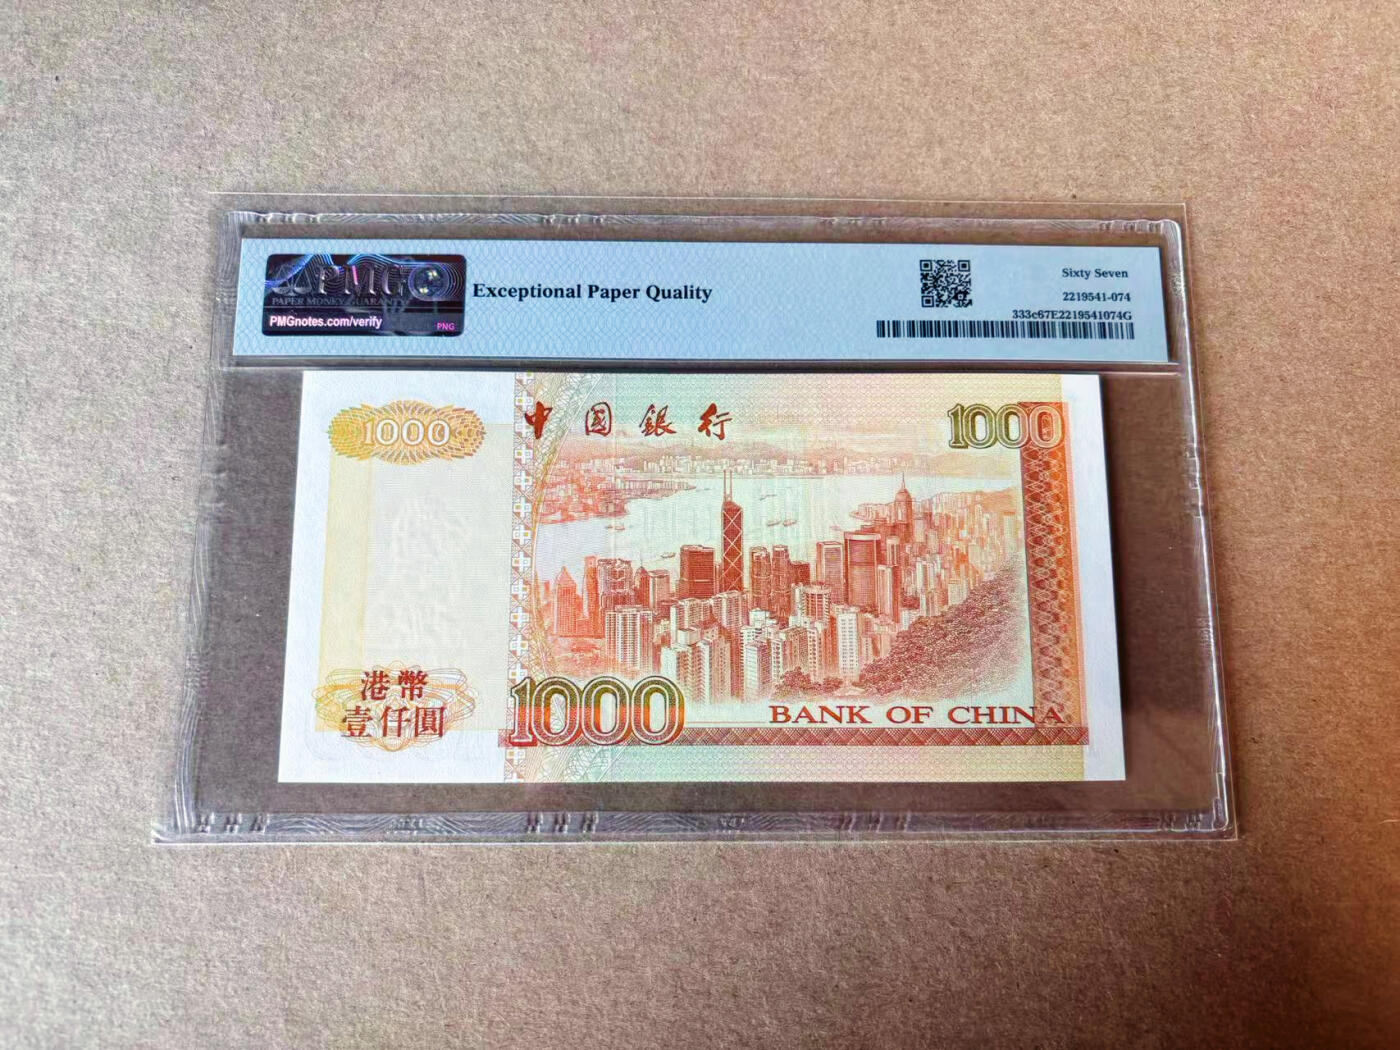 PMG
PAPER MONEY GUARANTY
PMGnotes.com/verify
PNG
Exceptional Paper Quality
Sixty Seven
2219541-074
333c67E2219541074G
1000
中國銀行
1000
港幣
壹仟圓
1000
BANK OF CHINA